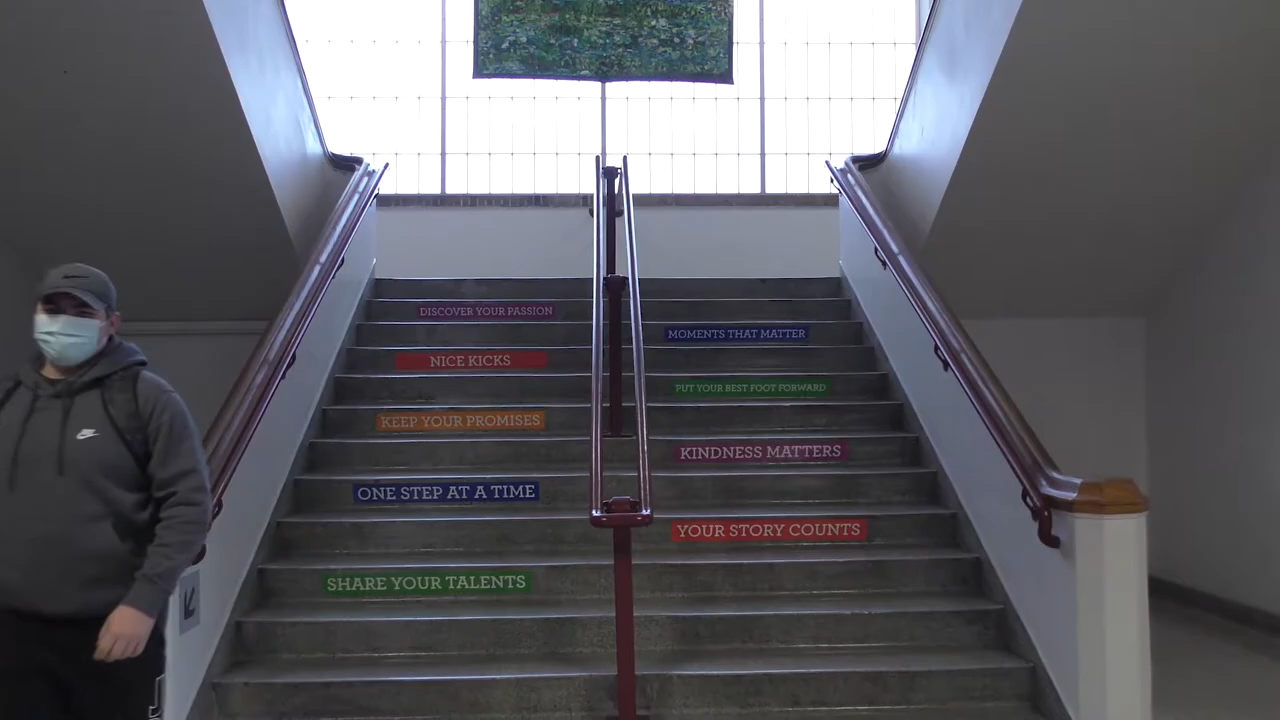 DISCOVER YOUR PASSION
MOMENTS THAT MATTER
NICE KICKS
PUT YOUR BEST FOOT FORWARD
KEEP YOUR PROMISES
KINDNESS MATTERS
ONE STEP AT A TIME
YOUR STORY COUNTS
SHARE YOUR TALENTS